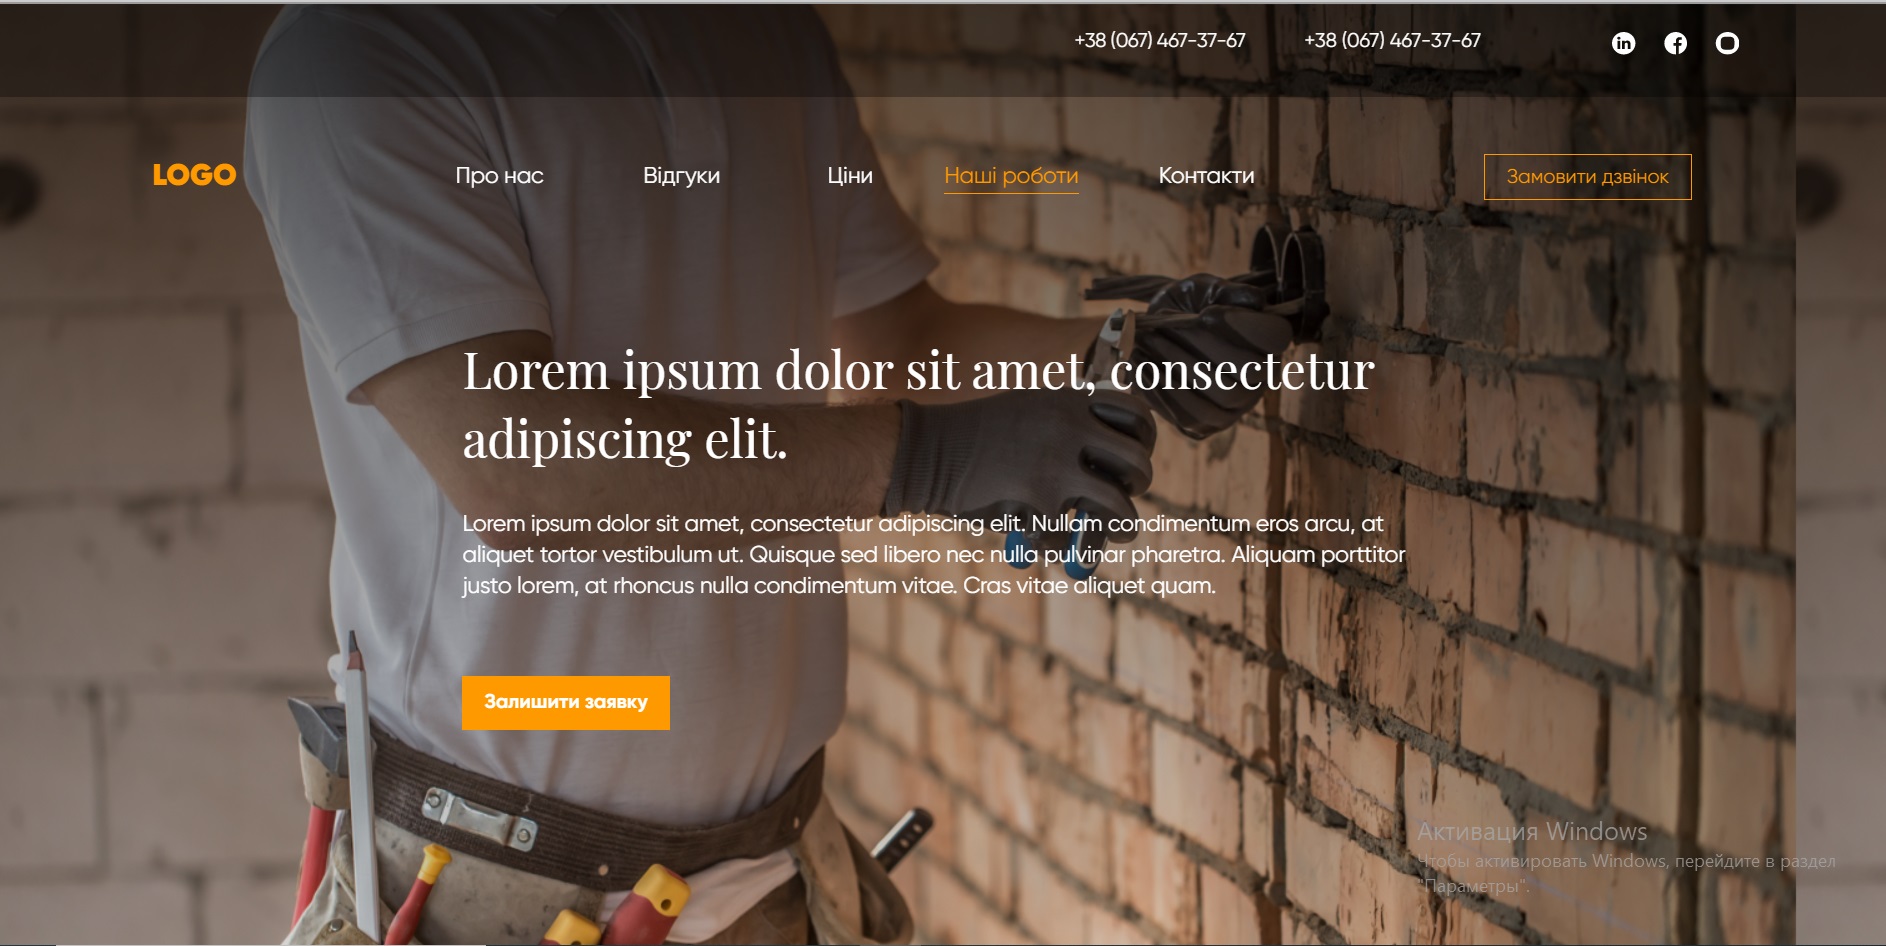 +38 (067) 467-37-67 +38 (067) 467-37-67
LOGO Про нас Відгуки Ціни Наші роботи Контакти Замовити дзвінок
Lorem ipsum dolor sit amet, consectetur
adipiscing elit.
Lorem ipsum dolor sit amet, consectetur adipiscing elit. Nullam condimentum eros arcu, at
aliquet tortor vestibulum ut. Quisque sed libero nec nulla pulvinar pharetra. Aliquam porttitor
justo lorem, at rhoncus nulla condimentum vitae. Cras vitae aliquet quam.
Залишити заявку
Активация Windows
Чтобы активировать Windows, перейдите в раздел
"Параметры".